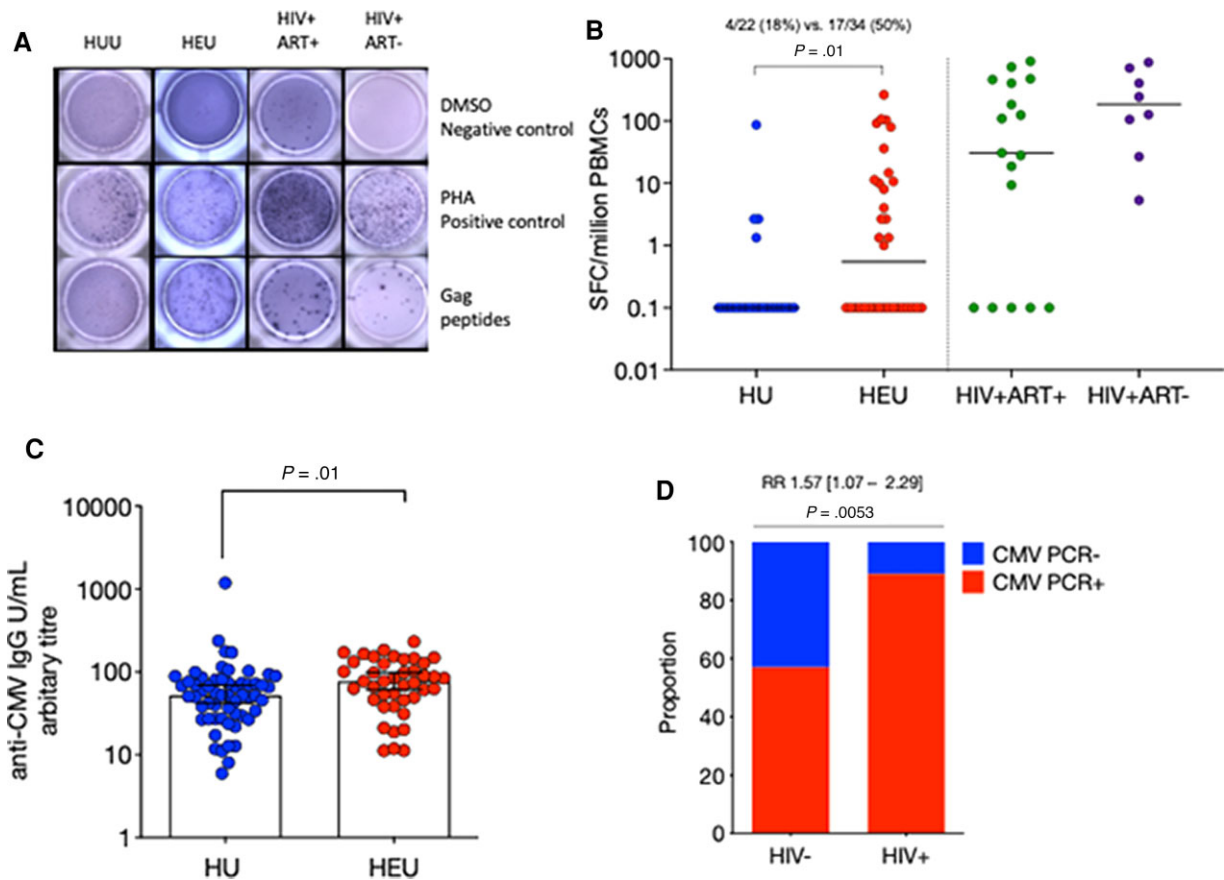 A
HUU
HEU
HIV+
ART+
HIV+
ART-
DMSO
Negative control
PHA
Positive control
Gag
peptides
B
4/22 (18%) vs. 17/34 (50%)
P = .01
SFC/million PBMCs
1000
100
10
1
0.1
0.01
HU
HEU
HIV+ART+
HIV+ART-
C
P = .01
anti-CMV IgG U/mL
arbitary titre
10000
1000
100
10
1
HU
HEU
D
RR 1.57 [1.07 – 2.29]
P = .0053
Proportion
100
80
60
40
20
0
HIV-
HIV+
CMV PCR-
CMV PCR+